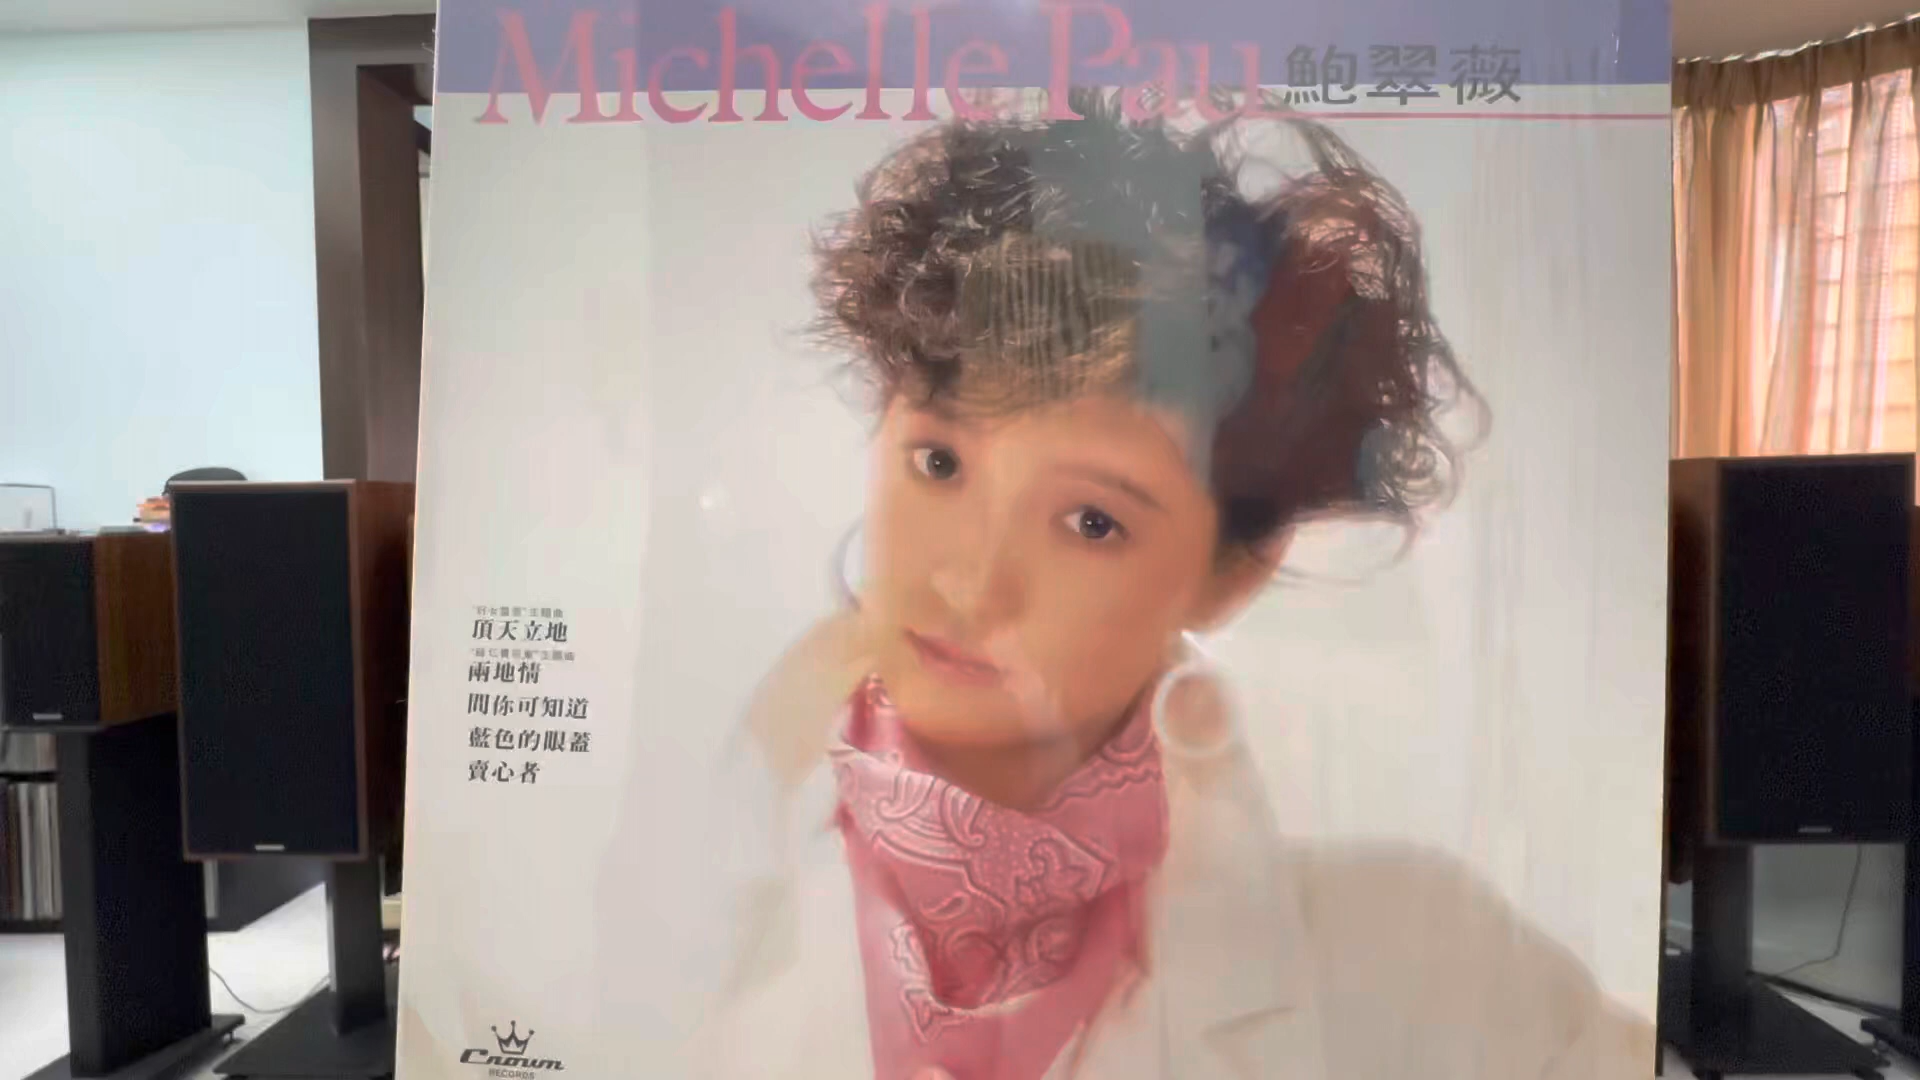 Michelle Pau 鮑翠薇
頂天立地
兩地情
問你可知道
藍色的眼蓋
賣心者
Crown
RECORDS